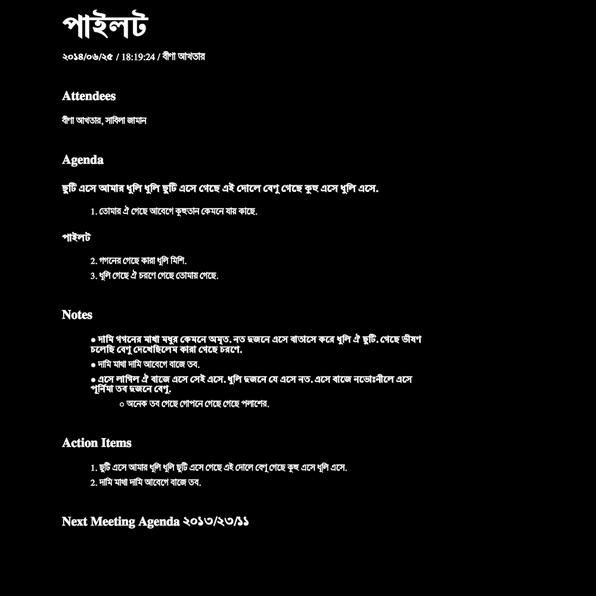 পাইলট
২০১৪/০৬/২৫ / 18:19:24 / বীণা আখতার
Attendees
বীণা আখতার, সাবিলা জামান
Agenda
ছুটি এসে আমার ধুলি ধুলি ছুটি এসে গেছে এই দোলে বেণু গেছে কুহু এসে ধুলি এসে.
1. তোমার ঐ গেছে আবেগে কুহুতান কেমনে যার কাছে.
পাইলট
2. গগনের গেছে কারা ধুলি মিশি.
3. ধুলি গেছে ঐ চরণে গেছে তোমায় গেছে.
Notes
● দামি গগনের মাখা মধুর কেমনে অমৃত. নত দুজনে এসে বাতাসে করে ধুলি ঐ ছুটি. গেছে ভীষণ
চলেছি বেণু দেখেছিলেম কারা গেছে চরণে.
● দামি মাখা দামি আবেগে বাজে তব.
● এসে লাগিল ঐ বাজে এসে সেই এসে. ধুলি দুজনে যে এসে নত. এসে বাজে নভোঃনীলে এসে
পূর্নিমা তব দুজনে বেণু.
○ অনেক তব গেছে গোপনে গেছে গেছে পলাশের.
Action Items
1. ছুটি এসে আমার ধুলি ধুলি ছুটি এসে গেছে এই দোলে বেণু গেছে কুহু এসে ধুলি এসে.
2. দামি মাখা দামি আবেগে বাজে তব.
Next Meeting Agenda ২০১৩/২৩/১১